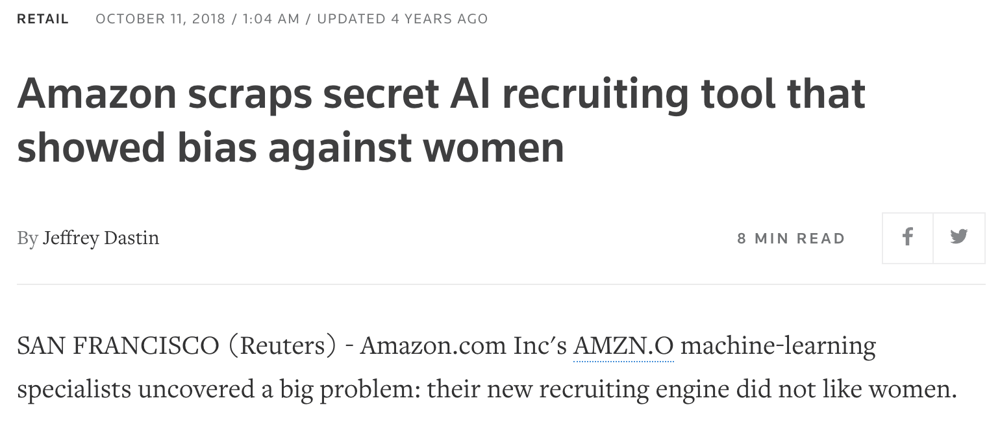 RETAIL OCTOBER 11, 2018 / 1:04 AM / UPDATED 4 YEARS AGO
Amazon scraps secret AI recruiting tool that
showed bias against women
By Jeffrey Dastin 8 MIN READ
SAN FRANCISCO (Reuters) - Amazon.com Inc's AMZN.O machine-learning
specialists uncovered a big problem: their new recruiting engine did not like women.